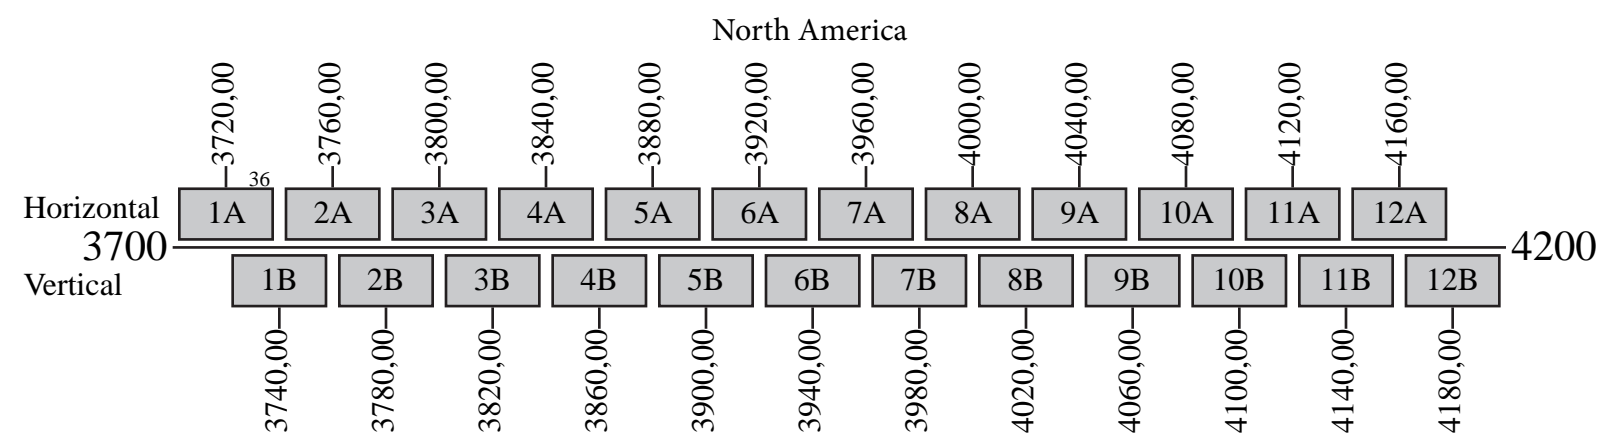 North America
3720,00 3760,00 3800,00 3840,00 3880,00 3920,00 3960,00 4000,00 4040,00 4080,00 4120,00 4160,00
36
Horizontal 1A 2A 3A 4A 5A 6A 7A 8A 9A 10A 11A 12A
3700 4200
Vertical 1B 2B 3B 4B 5B 6B 7B 8B 9B 10B 11B 12B
3740,00 3780,00 3820,00 3860,00 3900,00 3940,00 3980,00 4020,00 4060,00 4100,00 4140,00 4180,00